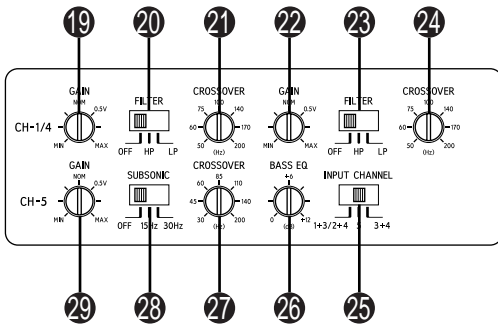 19 20 21 22 23 24
GAIN FILTER CROSSOVER GAIN FILTER CROSSOVER
NOM 100 NOM 100
0.5V 75 140 0.5V 75 140
CH-1/4 60 170 60 170
MIN MAX OFF HP LP 50 (Hz) 200 MIN MAX OFF HP LP 50 (Hz) 200
GAIN SUBSONIC CROSSOVER BASS EQ INPUT CHANNEL
NOM 85 +6
0.5V 60 110
CH-5 45 140
MIN MAX OFF 15Hz 30Hz 30 (Hz) 200 0 (dB) +12 1+3/2+4 5 3+4
29 28 27 26 25